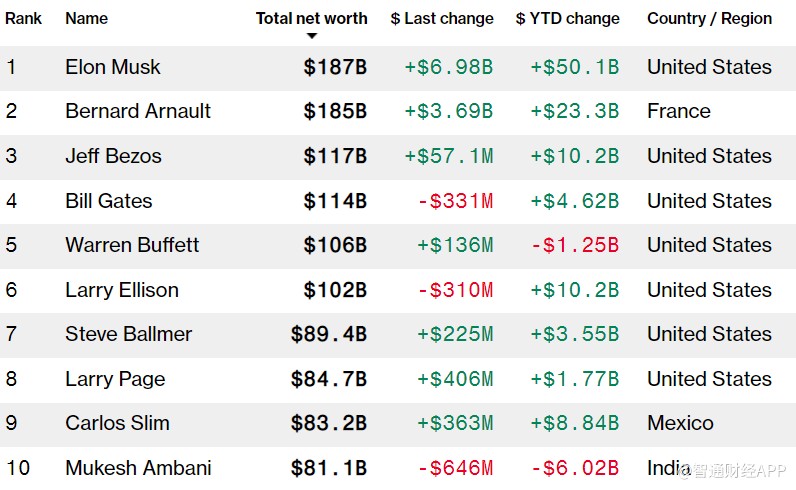 Rank Name Total net worth $ Last change $ YTD change Country / Region
1 Elon Musk $187B +$6.98B +$50.1B United States
2 Bernard Arnault $185B +$3.69B +$23.3B France
3 Jeff Bezos $117B +$57.1M +$10.2B United States
4 Bill Gates $114B -$331M +$4.62B United States
5 Warren Buffett $106B +$136M -$1.25B United States
6 Larry Ellison $102B -$310M +$10.2B United States
7 Steve Ballmer $89.4B +$225M +$3.55B United States
8 Larry Page $84.7B +$406M +$1.77B United States
9 Carlos Slim $83.2B +$363M +$8.84B Mexico
10 Mukesh Ambani $81.1B -$646M -$6.02B India
@智通财经APP